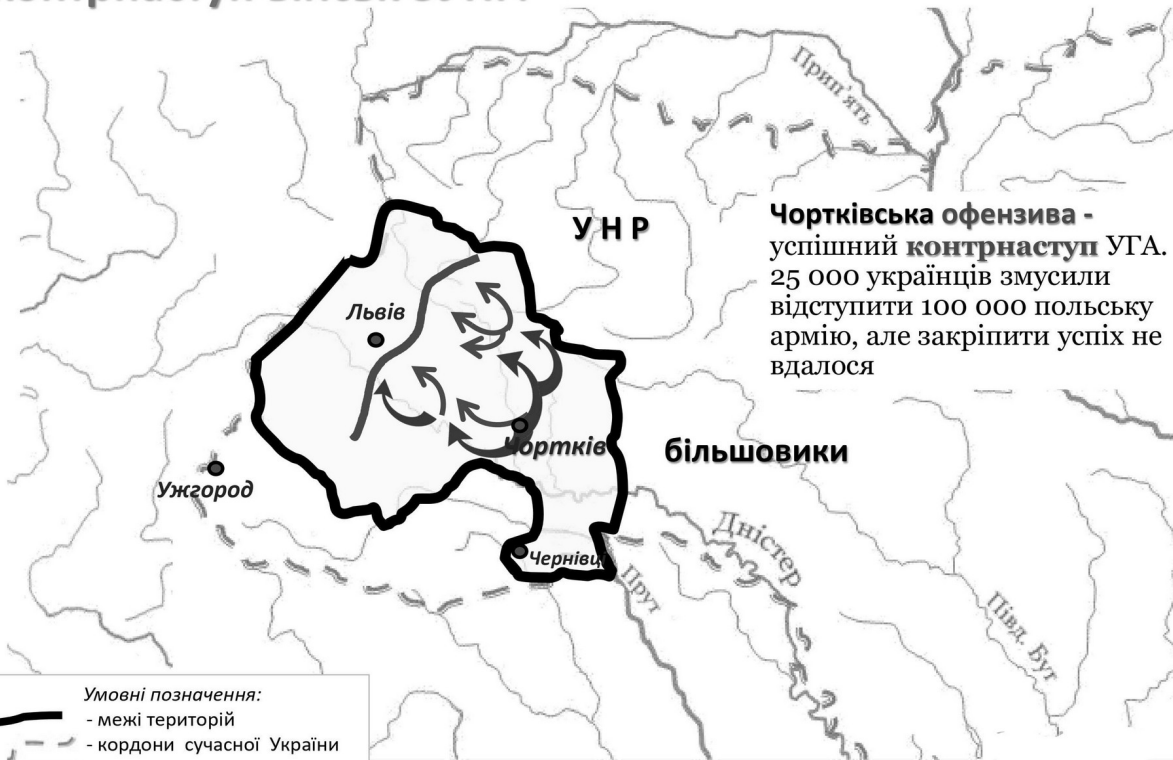 Прип'ять
УНР
Чортківська офензива -
успішний контрнаступ УГА.
25 000 українців змусили
відступити 100 000 польську
армію, але закріпити успіх не
вдалося
Львів
Чортків
більшовики
Ужгород
Дністер
Чернівці
Прут
Півд. Буг
Умовні позначення:
- межі територій
- кордони сучасної України